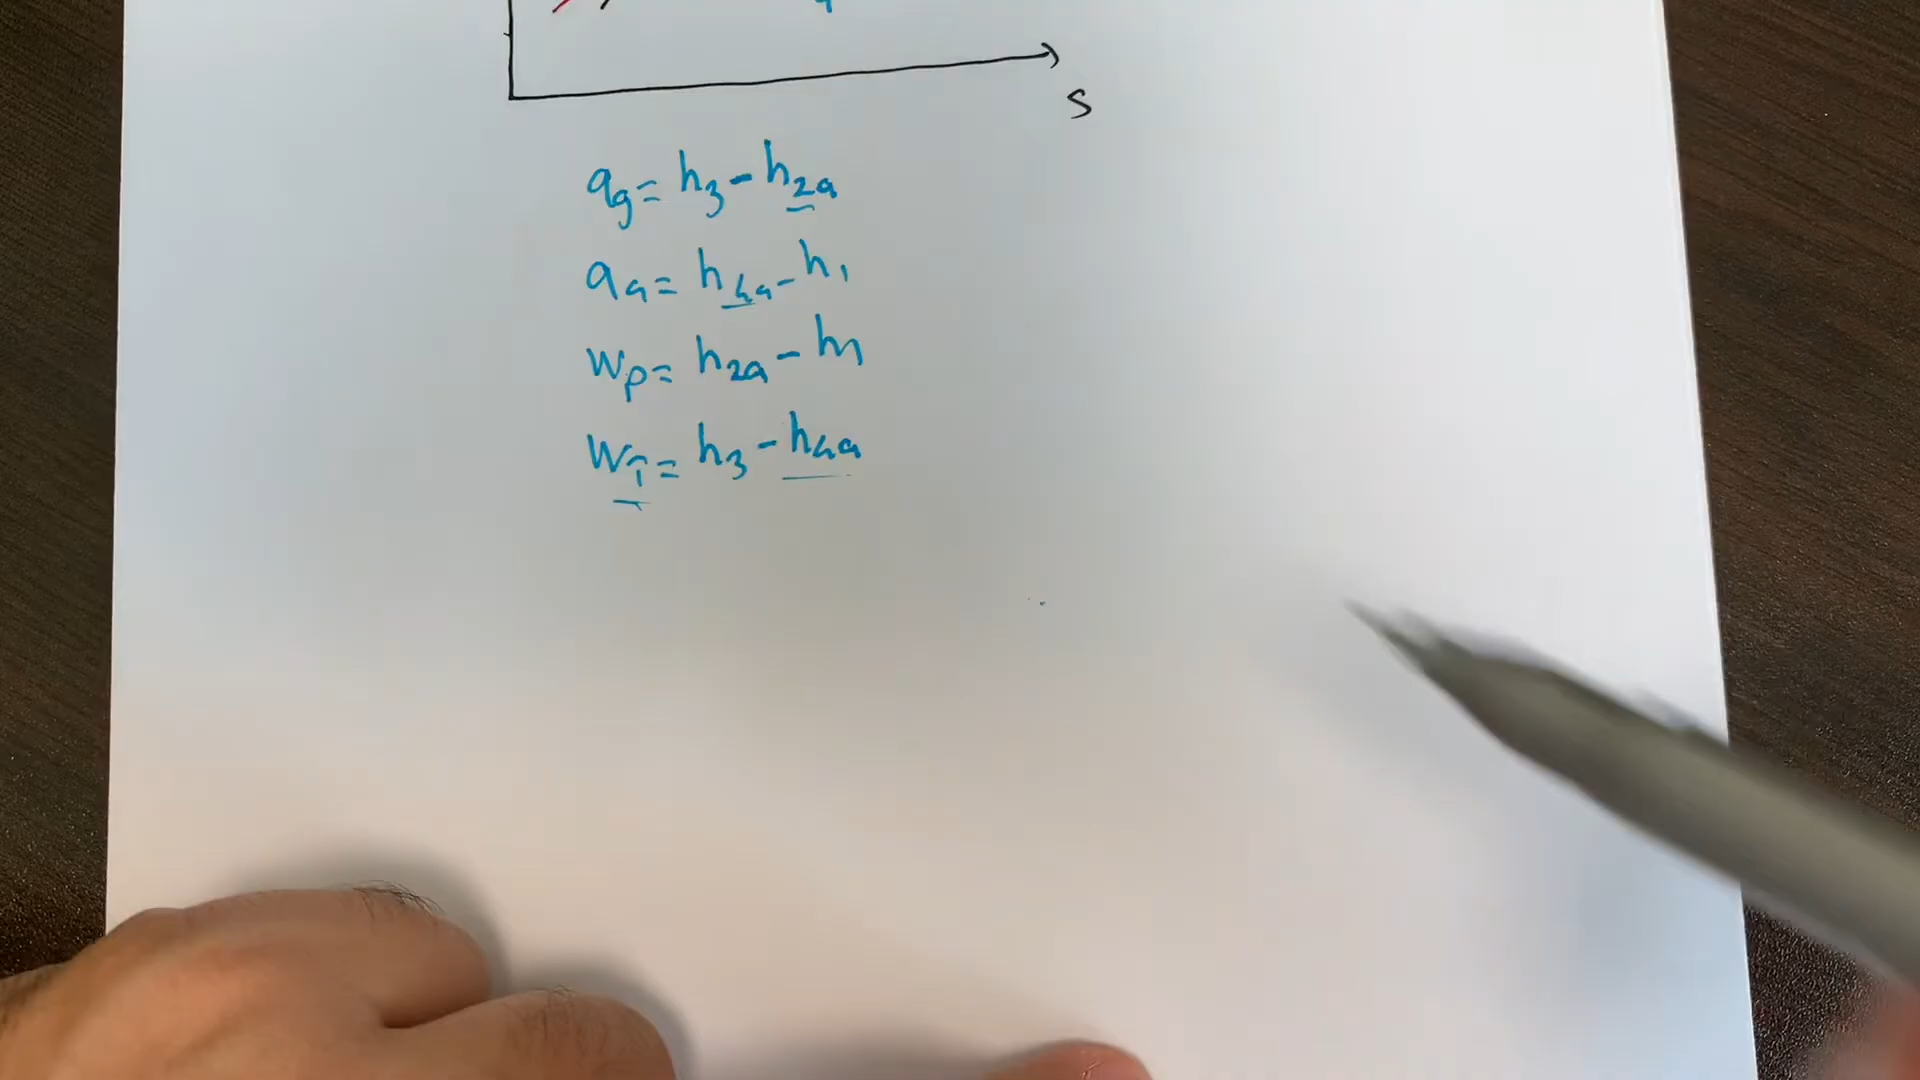 S
qg = h3 - h2a
qa = h4a - h1
wp = h2a - h1
wT = h3 - h4a